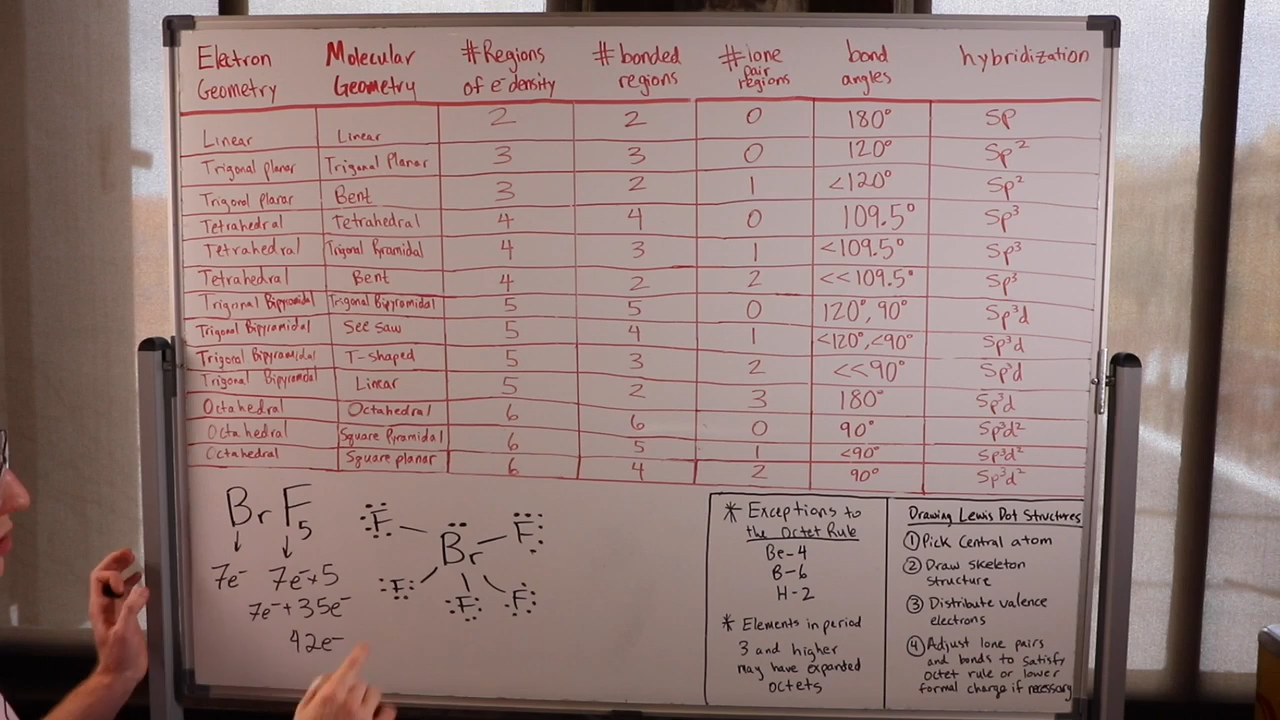 Electron Geometry | Molecular Geometry | #Regions of e⁻ density | # bonded regions | # lone pair regions | bond angles | hybridization
Linear | Linear | 2 | 2 | 0 | 180° | Sp
Trigonal planar | Trigonal Planar | 3 | 3 | 0 | 120° | Sp²
Trigonal planar | Bent | 3 | 2 | 1 | <120° | Sp²
Tetrahedral | Tetrahedral | 4 | 4 | 0 | 109.5° | Sp³
Tetrahedral | Trigonal Pyramidal | 4 | 3 | 1 | <109.5° | Sp³
Tetrahedral | Bent | 4 | 2 | 2 | <<109.5° | Sp³
Trigonal Bipyramidal | Trigonal Bipyramidal | 5 | 5 | 0 | 120°, 90° | Sp³d
Trigonal Bipyramidal | See saw | 5 | 4 | 1 | <120°, <90° | Sp³d
Trigonal Bipyramidal | T-shaped | 5 | 3 | 2 | <<90° | Sp³d
Trigonal Bipyramidal | Linear | 5 | 2 | 3 | 180° | Sp³d
Octahedral | Octahedral | 6 | 6 | 0 | 90° | Sp³d²
Octahedral | Square Pyramidal | 6 | 5 | 1 | <90° | Sp³d²
Octahedral | Square planar | 6 | 4 | 2 | 90° | Sp³d²
BrF₅
7e⁻ 7e⁻×5
7e⁻+35e⁻
42e⁻
F F
Br
F F F
* Exceptions to
the Octet Rule
Be-4
B-6
H-2
* Elements in period
3 and higher
may have expanded
octets
Drawing Lewis Dot Structures
① Pick Central atom
② Draw skeleton
structure
③ Distribute valence
electrons
④ Adjust lone pairs
and bonds to satisfy
octet rule or lower
formal charge if necessary